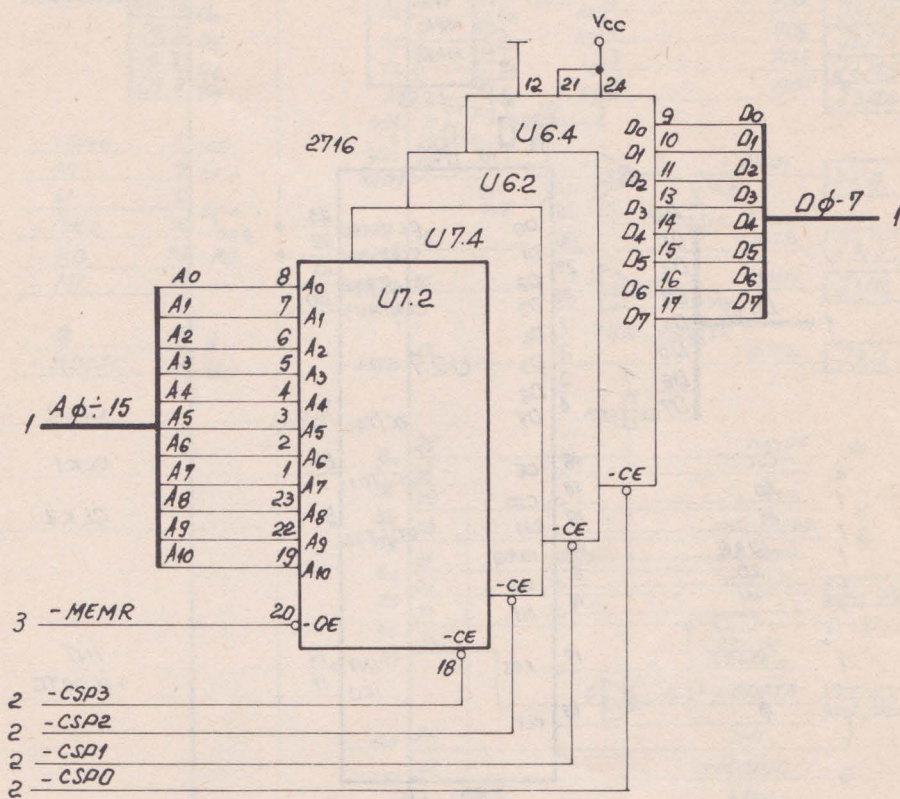 Vcc
12 21 24
2716
U6.4
U6.2
U7.4
U7.2
D0 9 D0
D1 10 D1
D2 11 D2
D3 13 D3
D4 14 D4
D5 15 D5
D6 16 D6
D7 17 D7
Dφ-7 1
1 Aφ÷15
A0 8 A0
A1 7 A1
A2 6 A2
A3 5 A3
A4 4 A4
A5 3 A5
A6 2 A6
A7 1 A7
A8 23 A8
A9 22 A9
A10 19 A10
3 -MEMR 20 -OE
-CE
-CE
-CE
-CE
18
2 -CSP3
2 -CSP2
2 -CSP1
2 -CSP0